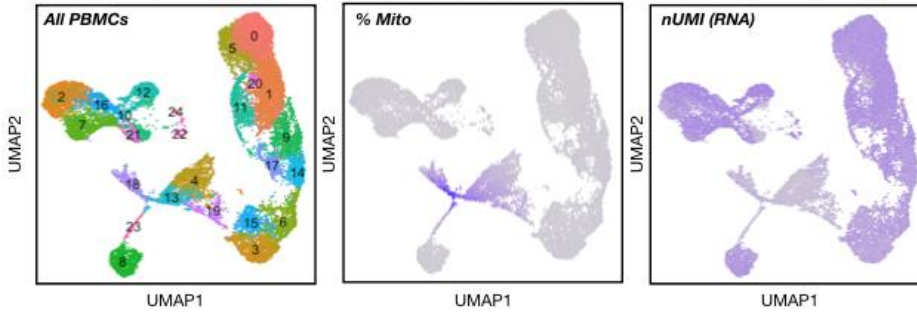 All PBMCs
% Mito
nUMI (RNA)
0
5
20
1
12
2
16
11
10
24
7
21
22
9
17
14
4
18
13
19
23
15
6
3
8
UMAP2
UMAP2
UMAP2
UMAP1
UMAP1
UMAP1